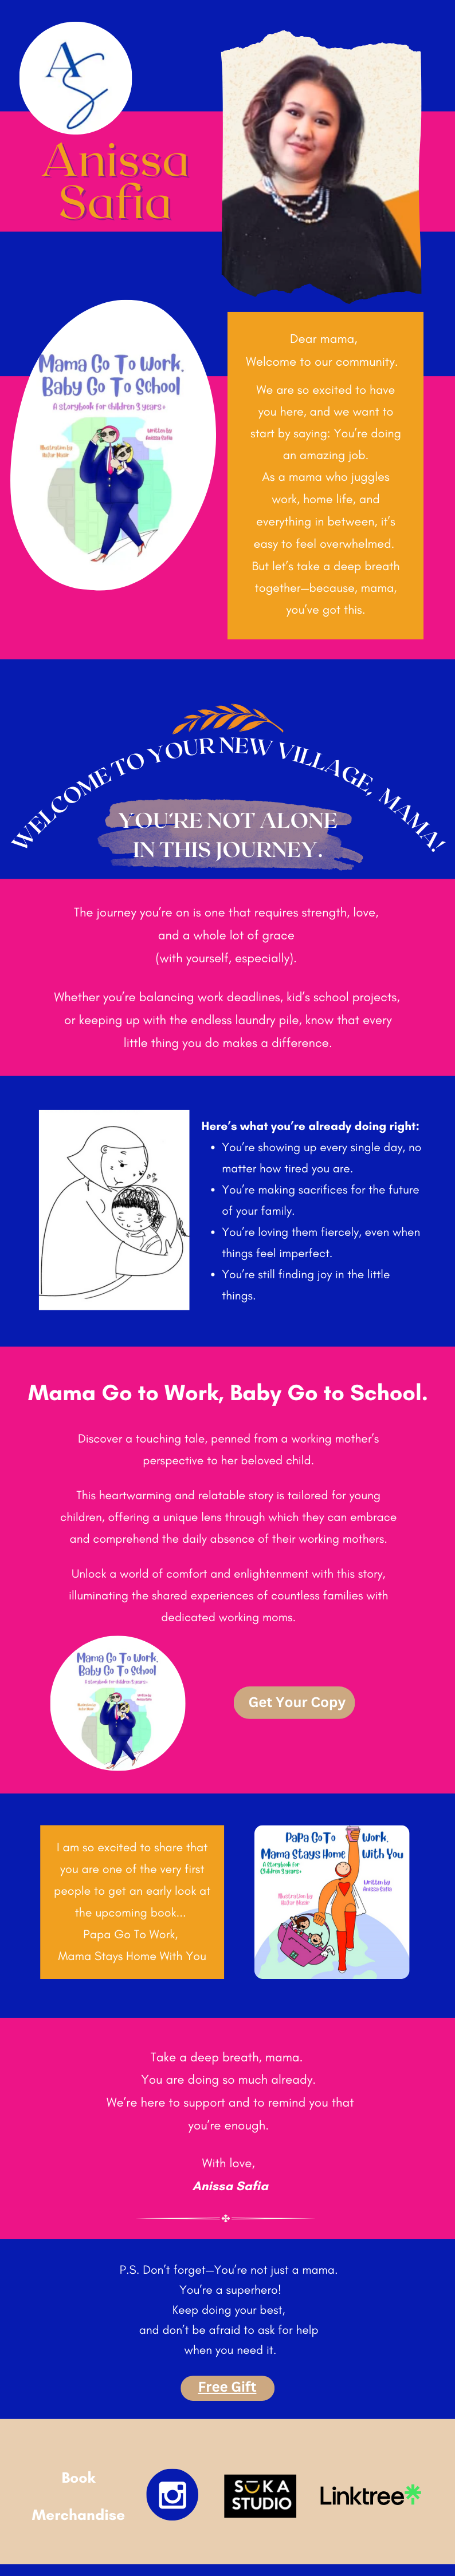 AS
Anissa
Safia
Mama Go To Work,
Baby Go To School
A storybook for children 3 years+
Written by
Anissa Safia
Illustration by
Dear mama,
Welcome to our community.
We are so excited to have
you here, and we want to
start by saying: You're doing
an amazing job.
As a mama who juggles
work, home life, and
everything in between, it's
easy to feel overwhelmed.
But let's take a deep breath
together—because, mama,
you've got this.
WELCOME TO YOUR NEW VILLAGE, MAMA!
YOU'RE NOT ALONE
IN THIS JOURNEY.
The journey you're on is one that requires strength, love,
and a whole lot of grace
(with yourself, especially).
Whether you're balancing work deadlines, kid's school projects,
or keeping up with the endless laundry pile, know that every
little thing you do makes a difference.
Here's what you're already doing right:
• You're showing up every single day, no
matter how tired you are.
• You're making sacrifices for the future
of your family.
• You're loving them fiercely, even when
things feel imperfect.
• You're still finding joy in the little
things.
Mama Go to Work, Baby Go to School.
Discover a touching tale, penned from a working mother's
perspective to her beloved child.
This heartwarming and relatable story is tailored for young
children, offering a unique lens through which they can embrace
and comprehend the daily absence of their working mothers.
Unlock a world of comfort and enlightenment with this story,
illuminating the shared experiences of countless families with
dedicated working moms.
Mama Go To Work,
Baby Go To School
A storybook for children 3 years+
Get Your Copy
I am so excited to share that
you are one of the very first
people to get an early look at
the upcoming book...
Papa Go To Work,
Mama Stays Home With You
Papa Go To Work,
Mama Stays Home With You
A Storybook for
Children 3 years+
Written by
Anissa Safia
Illustration by
Take a deep breath, mama.
You are doing so much already.
We're here to support and to remind you that
you're enough.
With love,
Anissa Safia
P.S. Don't forget—You're not just a mama.
You're a superhero!
Keep doing your best,
and don't be afraid to ask for help
when you need it.
Free Gift
Book
Merchandise
SUKA
STUDIO
Linktree